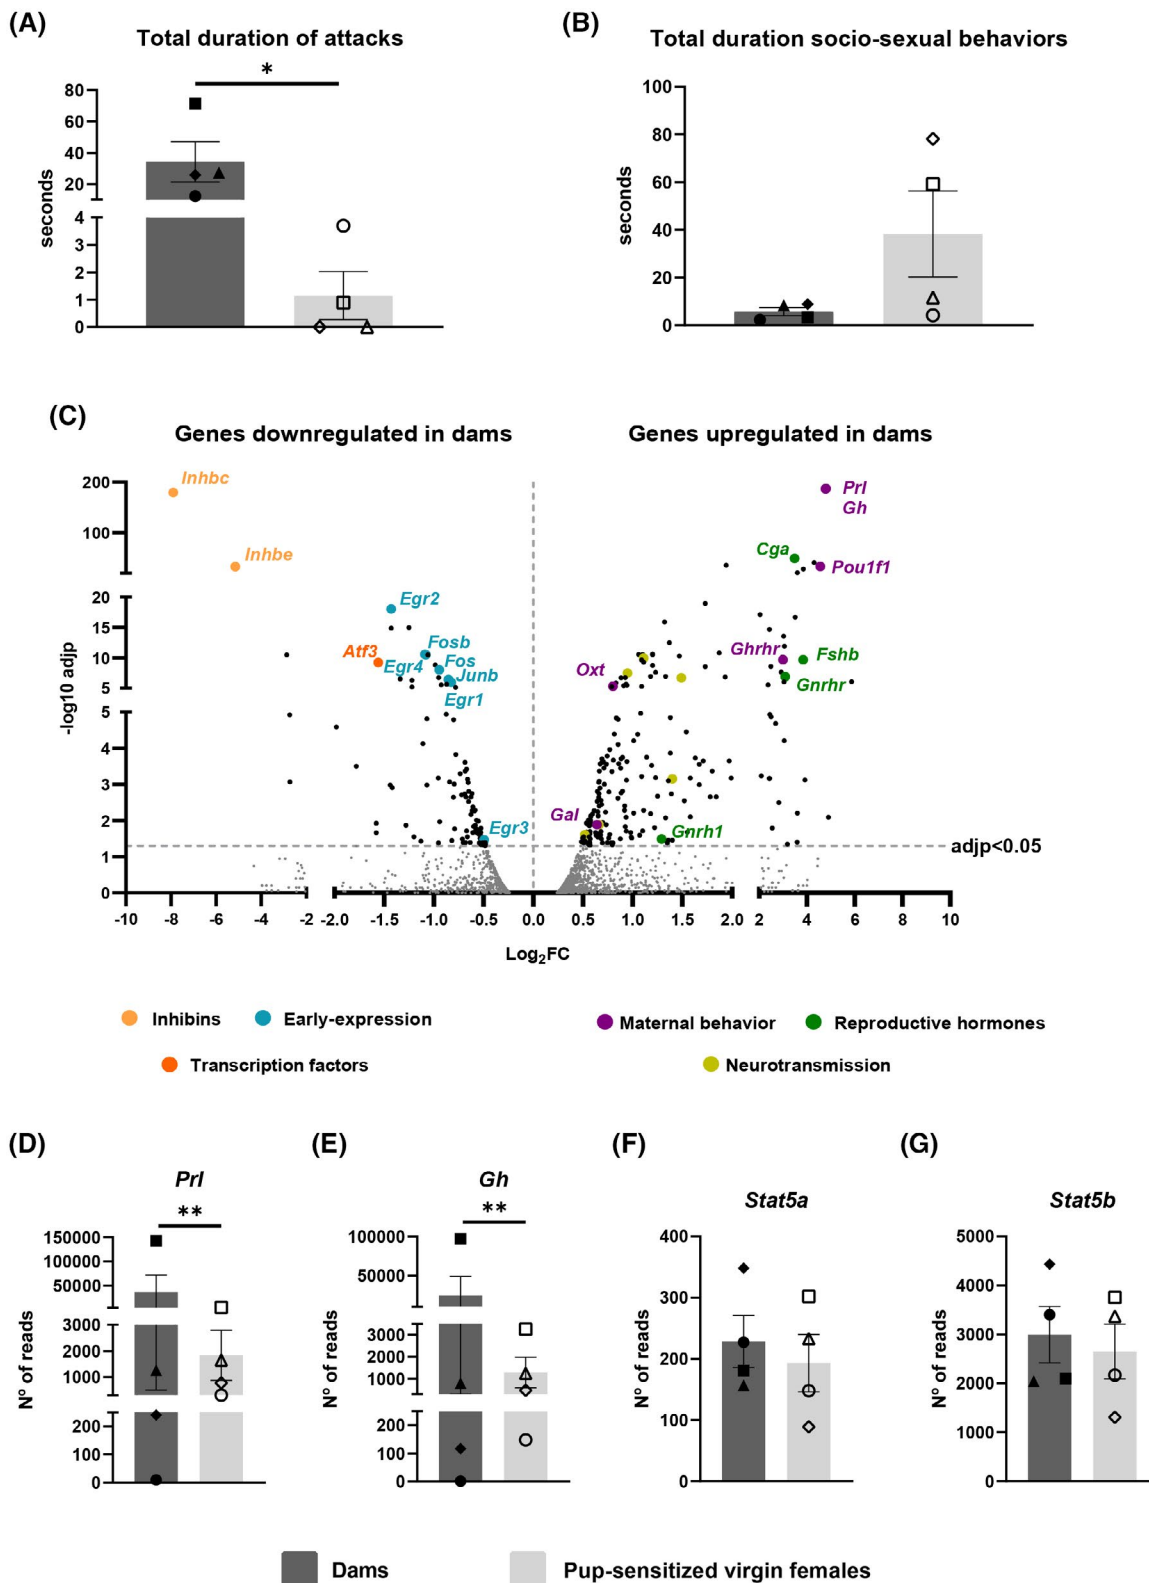 (A)
Total duration of attacks
*
seconds
80
60
40
20
4
3
2
1
0
(B)
Total duration socio-sexual behaviors
seconds
100
80
60
40
20
0
(C)
Genes downregulated in dams
Genes upregulated in dams
-log10 adjp
200
100
20
15
10
5
5
4
3
2
1
0
Inhbc
Inhbe
Egr2
Atf3
Fosb
Egr4
Fos
Junb
Egr1
Egr3
Prl
Gh
Cga
Pou1f1
Ghrhr
Fshb
Gnrhr
Oxt
Gal
Gnrh1
adjp<0.05
-10 -8 -6 -4 -2 -2.0 -1.5 -1.0 -0.5 0.0 0.5 1.0 1.5 2.0 2 4 6 8 10
Log2FC
Inhibins
Early-expression
Maternal behavior
Reproductive hormones
Transcription factors
Neurotransmission
(D)
Prl
**
Nº of reads
150000
100000
50000
3000
2000
1000
200
100
0
(E)
Gh
**
Nº of reads
100000
50000
3000
2000
1000
200
100
0
(F)
Stat5a
Nº of reads
400
300
200
100
0
(G)
Stat5b
Nº of reads
5000
4000
3000
2000
1000
0
Dams
Pup-sensitized virgin females